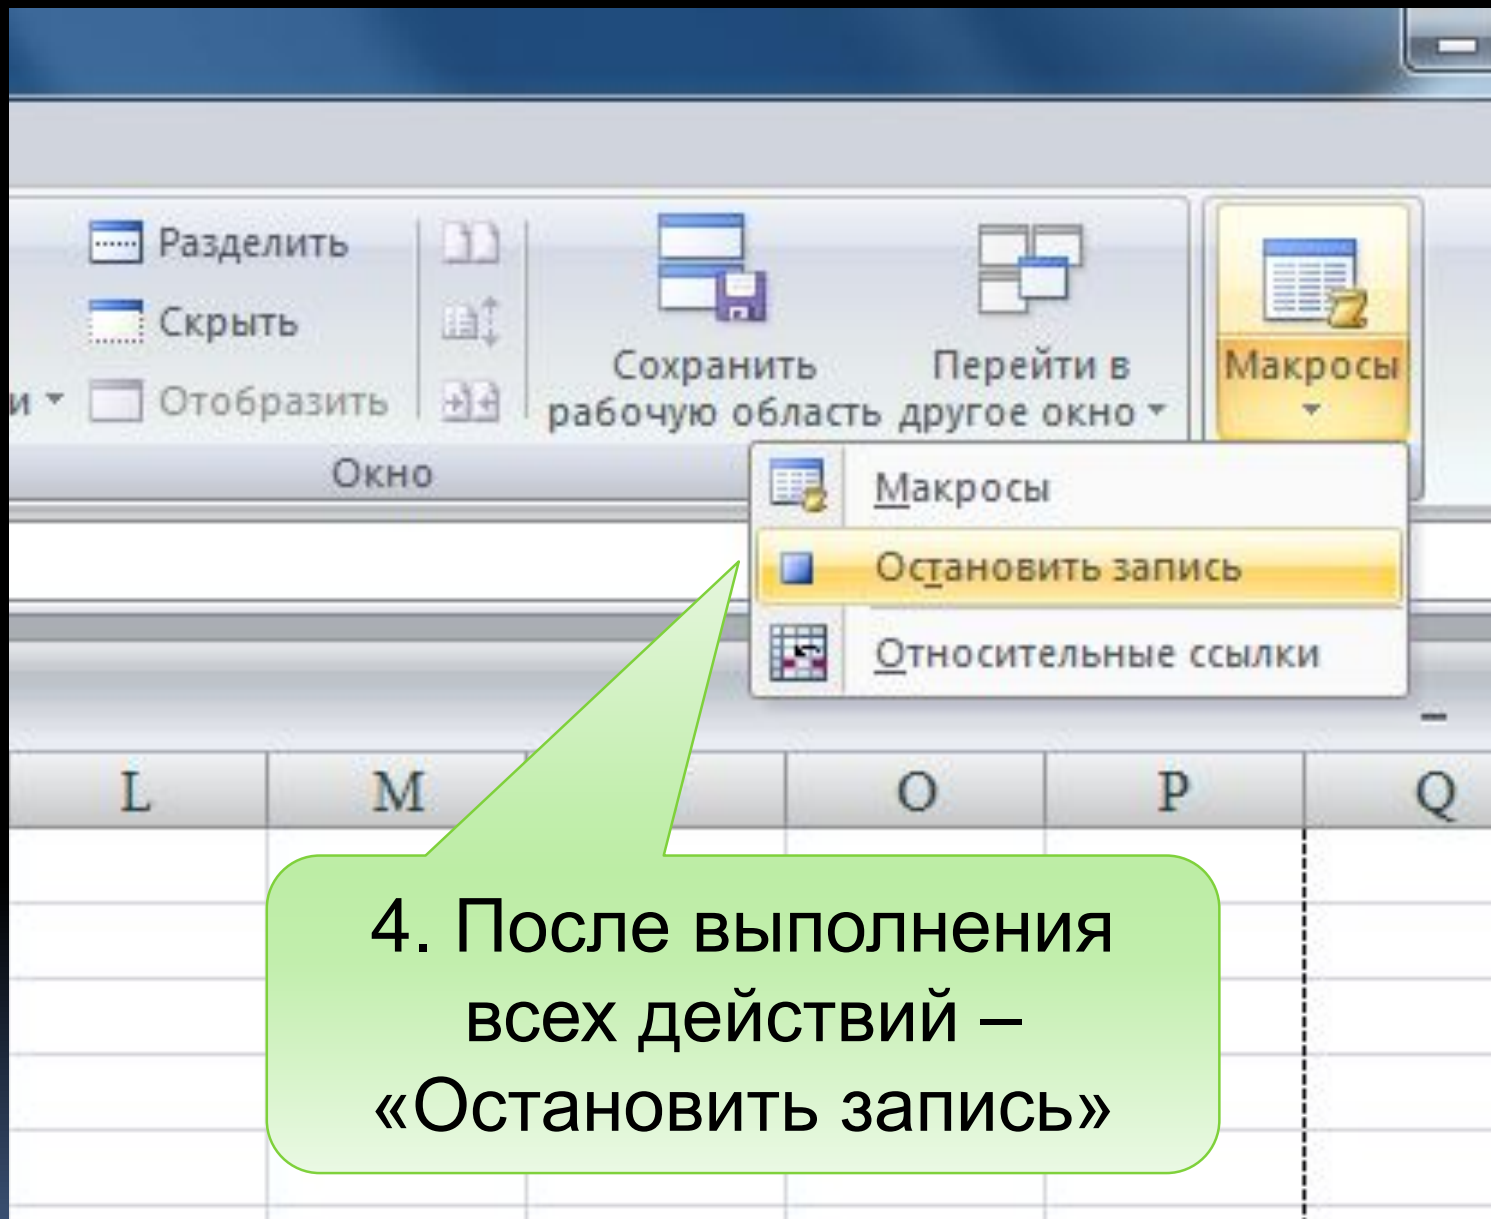 Разделить
Скрыть
и
Отобразить
Сохранить
рабочую область
Перейти в
другое окно
Макросы
Окно
Макросы
Остановить запись
Относительные ссылки
L M O P Q
4. После выполнения
всех действий –
«Остановить запись»